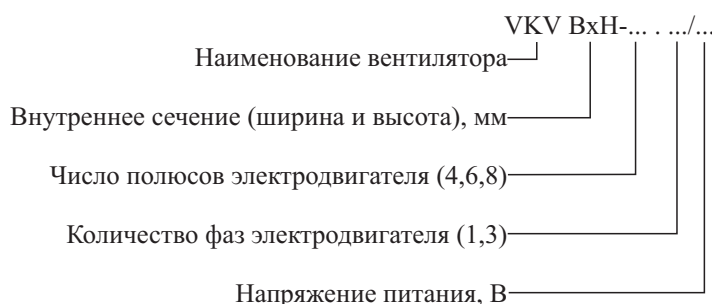 VKV BxH-... . .../...
Наименование вентилятора
Внутреннее сечение (ширина и высота), мм
Число полюсов электродвигателя (4,6,8)
Количество фаз электродвигателя (1,3)
Напряжение питания, В